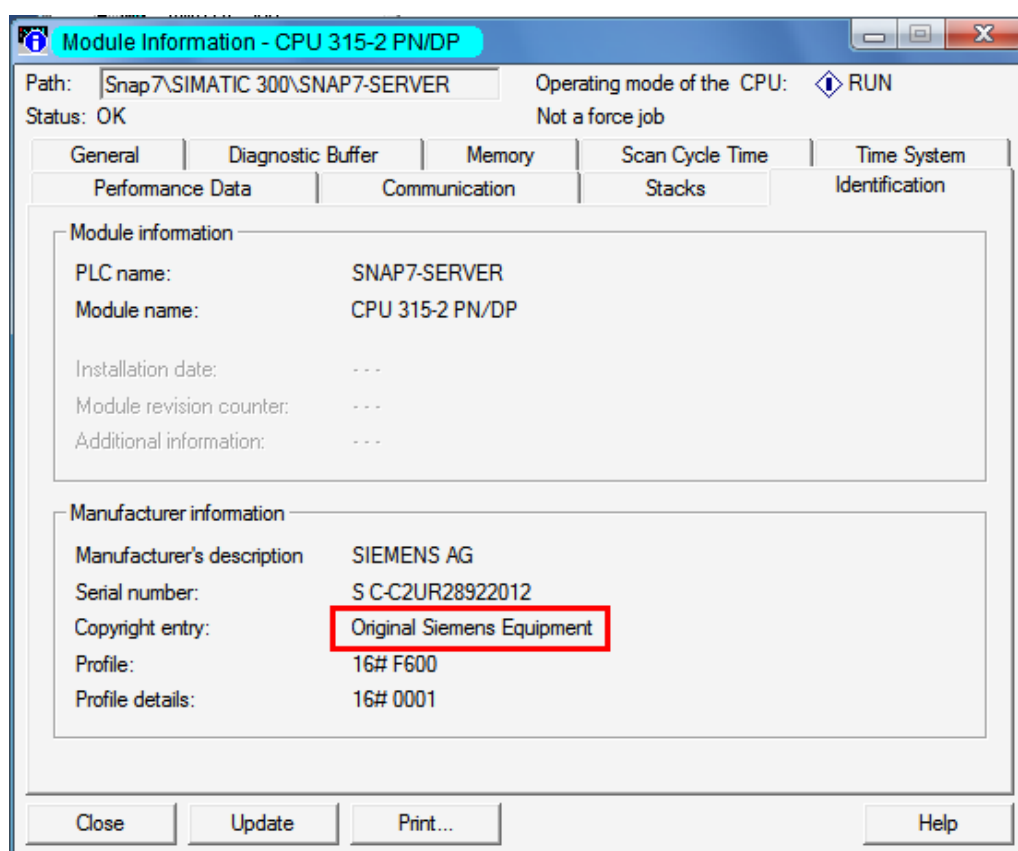 Module Information - CPU 315-2 PN/DP
Path: Snap7\SIMATIC 300\SNAP7-SERVER Operating mode of the CPU: RUN
Status: OK Not a force job
General Diagnostic Buffer Memory Scan Cycle Time Time System
Performance Data Communication Stacks Identification
Module information
PLC name: SNAP7-SERVER
Module name: CPU 315-2 PN/DP
Installation date: - - -
Module revision counter: - - -
Additional information: - - -
Manufacturer information
Manufacturer's description SIEMENS AG
Serial number: S C-C2UR28922012
Copyright entry: Original Siemens Equipment
Profile: 16# F600
Profile details: 16# 0001
Close Update Print... Help